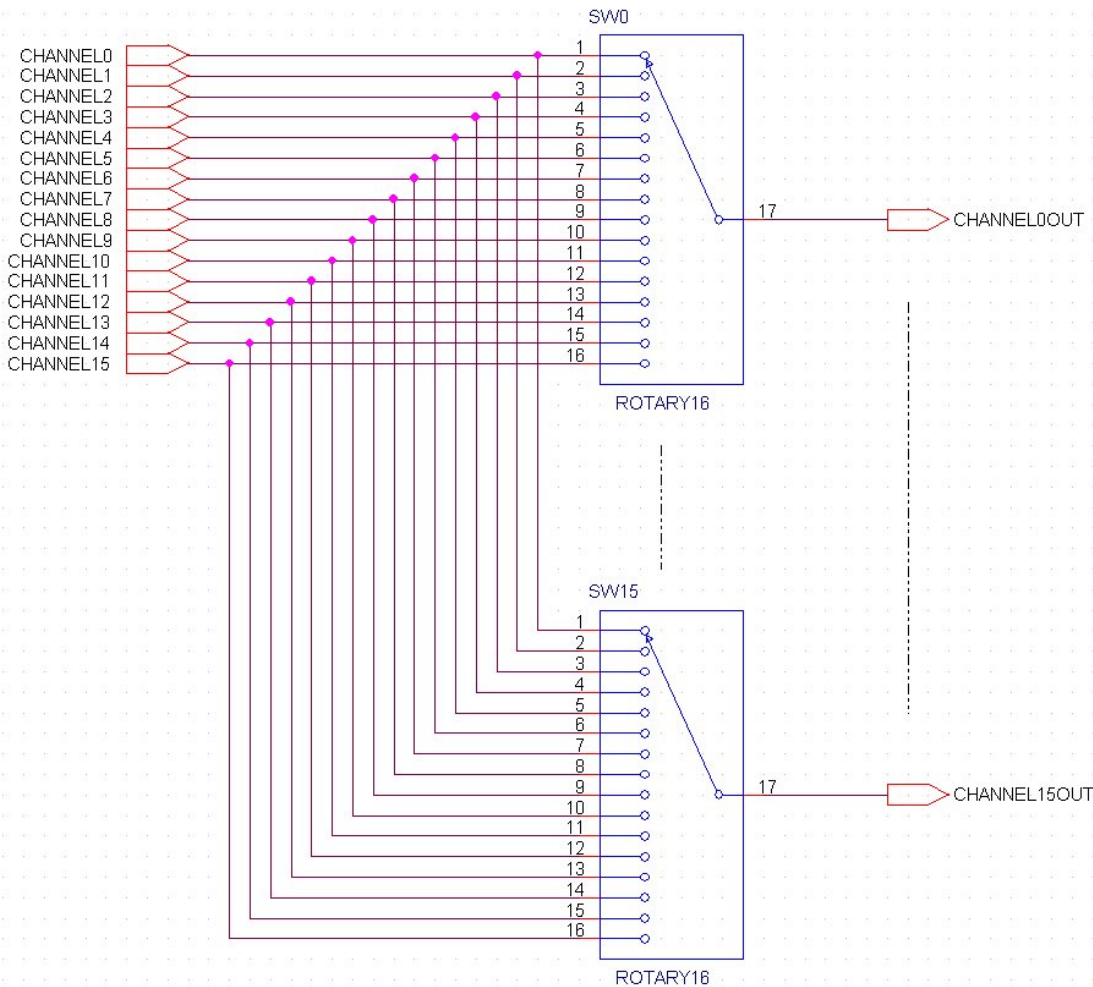 SW0
CHANNEL0
CHANNEL1
CHANNEL2
CHANNEL3
CHANNEL4
CHANNEL5
CHANNEL6
CHANNEL7
CHANNEL8
CHANNEL9
CHANNEL10
CHANNEL11
CHANNEL12
CHANNEL13
CHANNEL14
CHANNEL15
1
2
3
4
5
6
7
8
9
10
11
12
13
14
15
16
17
CHANNEL0OUT
ROTARY16
SW15
1
2
3
4
5
6
7
8
9
10
11
12
13
14
15
16
17
CHANNEL15OUT
ROTARY16